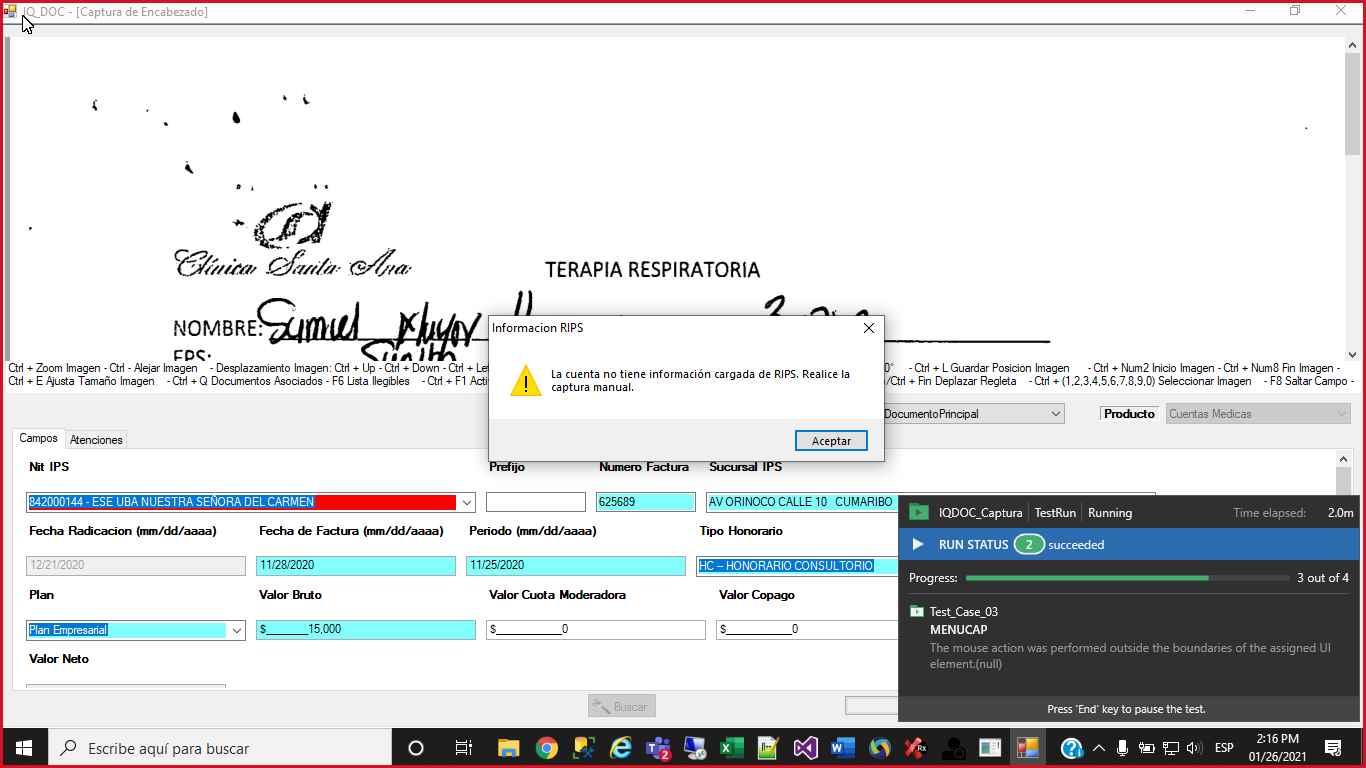 IQ_DOC - [Captura de Encabezado]
Clínica Santa Ana
TERAPIA RESPIRATORIA
NOMBRE:
EPS:
Ctrl + Zoom Imagen - Ctrl - Alejar Imagen - Desplazamiento Imagen: Ctrl + Up - Ctrl + Down - Ctrl + Le
- Ctrl + L Guardar Posicion Imagen - Ctrl + Num2 Inicio Imagen - Ctrl + Num8 Fin Imagen -
Ctrl + E Ajusta Tamaño Imagen - Ctrl + Q Documentos Asociados - F6 Lista Ilegibles - Ctrl + F1 Acti
/Ctrl + Fin Deplazar Regleta - Ctrl + (1,2,3,4,5,6,7,8,9,0) Seleccionar Imagen - F8 Saltar Campo -
Informacion RIPS
La cuenta no tiene información cargada de RIPS. Realice la
captura manual.
Aceptar
DocumentoPrincipal
Producto
Cuentas Medicas
Campos
Atenciones
Nit IPS
Prefijo
Numero Factura
Sucursal IPS
842000144 - ESE UBA NUESTRA SEÑORA DEL CARMEN
625689
AV ORINOCO CALLE 10 CUMARIBO
Fecha Radicacion (mm/dd/aaaa)
Fecha de Factura (mm/dd/aaaa)
Periodo (mm/dd/aaaa)
Tipo Honorario
12/21/2020
11/28/2020
11/25/2020
HC – HONORARIO CONSULTORIO
Plan
Valor Bruto
Valor Cuota Moderadora
Valor Copago
Plan Empresarial
$_______15,000
$___________0
$___________0
Valor Neto
Buscar
IQDOC_Captura
TestRun
Running
Time elapsed:
2.0m
RUN STATUS
2
succeeded
Progress:
3 out of 4
Test_Case_03
MENUCAP
The mouse action was performed outside the boundaries of the assigned UI
element.(null)
Press 'End' key to pause the test.
Escribe aquí para buscar
ESP
2:16 PM
01/26/2021